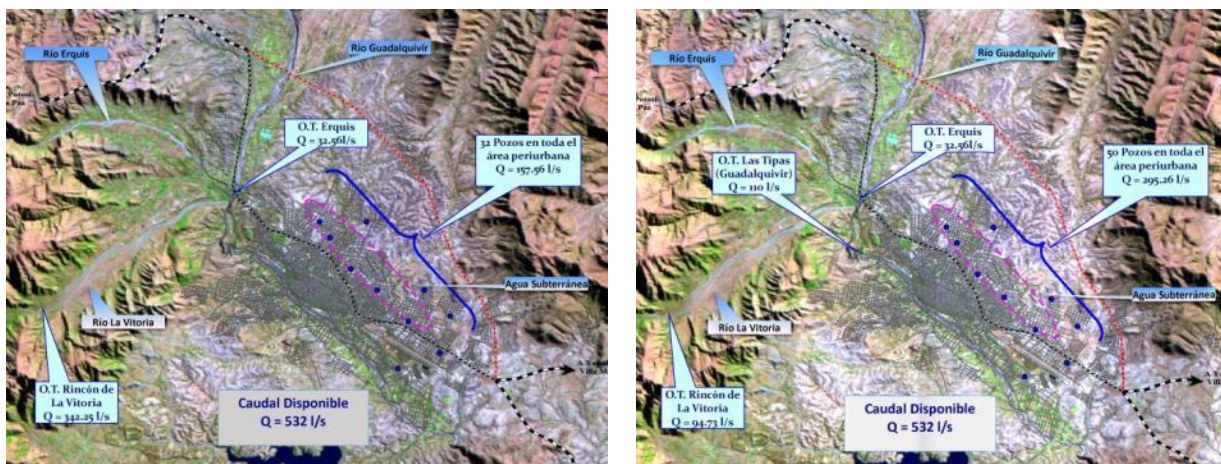 Río Erquis
Río Guadalquivir
O.T. Erquis
Q = 32.56l/s
32 Pozos en toda el
área periurbana
Q = 157.56 l/s
Agua Subterránea
Río La Vitoria
O.T. Rincón de
La Vitoria
Q = 342.25 l/s
Caudal Disponible
Q = 532 l/s
Río Erquis
Río Guadalquivir
O.T. Erquis
Q = 32.56l/s
O.T. Las Tipas
(Guadalquivir)
Q = 110 l/s
50 Pozos en toda el
área periurbana
Q = 295.26 l/s
Agua Subterránea
Río La Vitoria
O.T. Rincón de
La Vitoria
Q = 94.73 l/s
Caudal Disponible
Q = 532 l/s